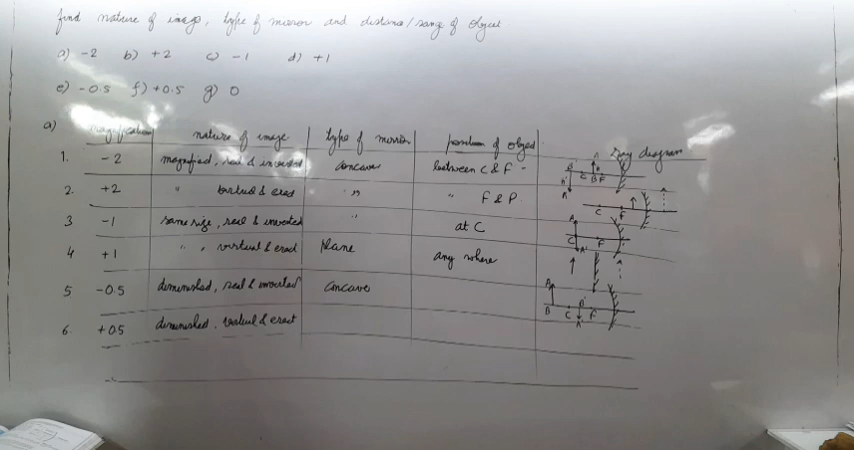 find nature of image, type of mirror and distance/range of object
a) -2 b) +2 c) -1 d) +1
e) -0.5 f) +0.5 g) 0
a) magnification nature of image type of mirror position of object Ray diagram
1. -2 magnified, real & inverted concave between C & F
2. +2 " virtual & erect " " F & P
3 -1 same size, real & inverted " at C
4 +1 " ", virtual & erect Plane any where
5 -0.5 diminished, real & inverted concave
6. +0.5 diminished, virtual & erect